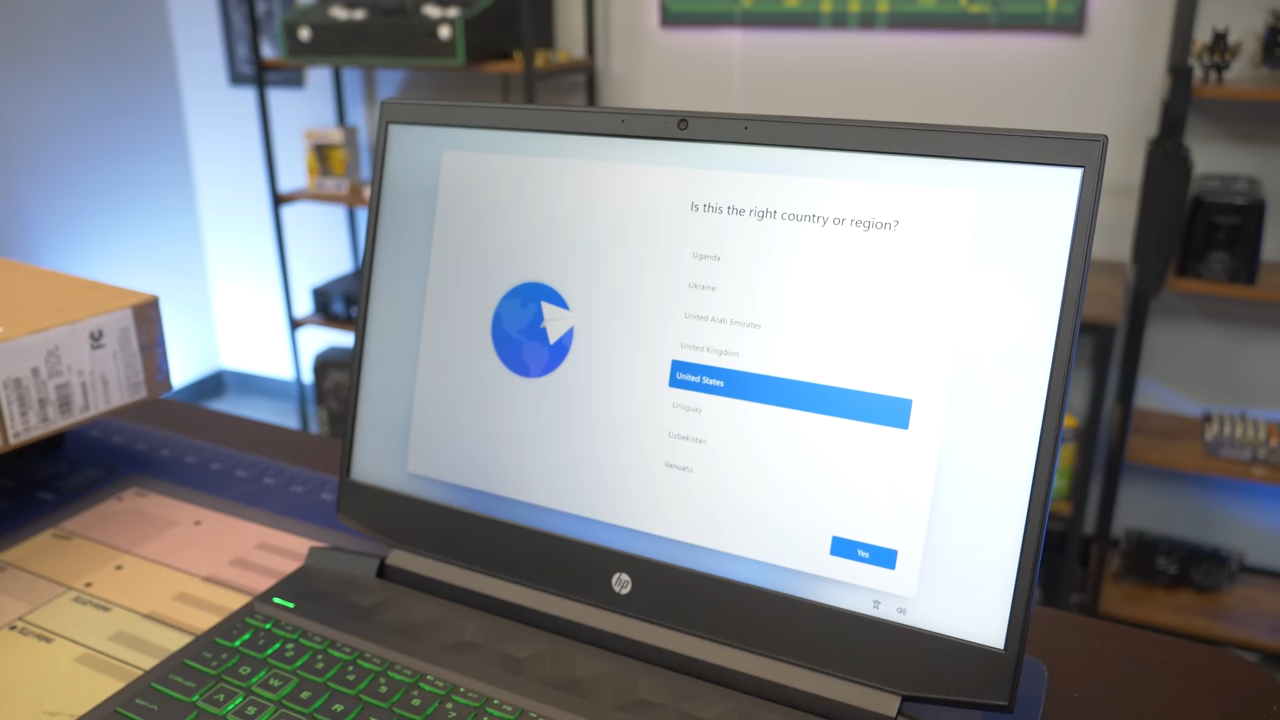 Is this the right country or region?
Uganda
Ukraine
United Arab Emirates
United Kingdom
United States
Uruguay
Uzbekistan
Vanuatu
Yes
hp
Q W E R
S